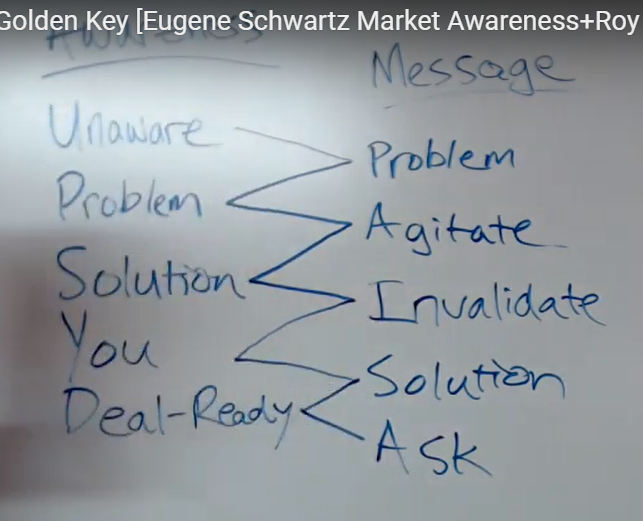 Golden Key [Eugene Schwartz Market Awareness+Roy
Awareness
Message
Unaware
Problem
Problem
Agitate
Solution
Invalidate
You
Solution
Deal-Ready
Ask